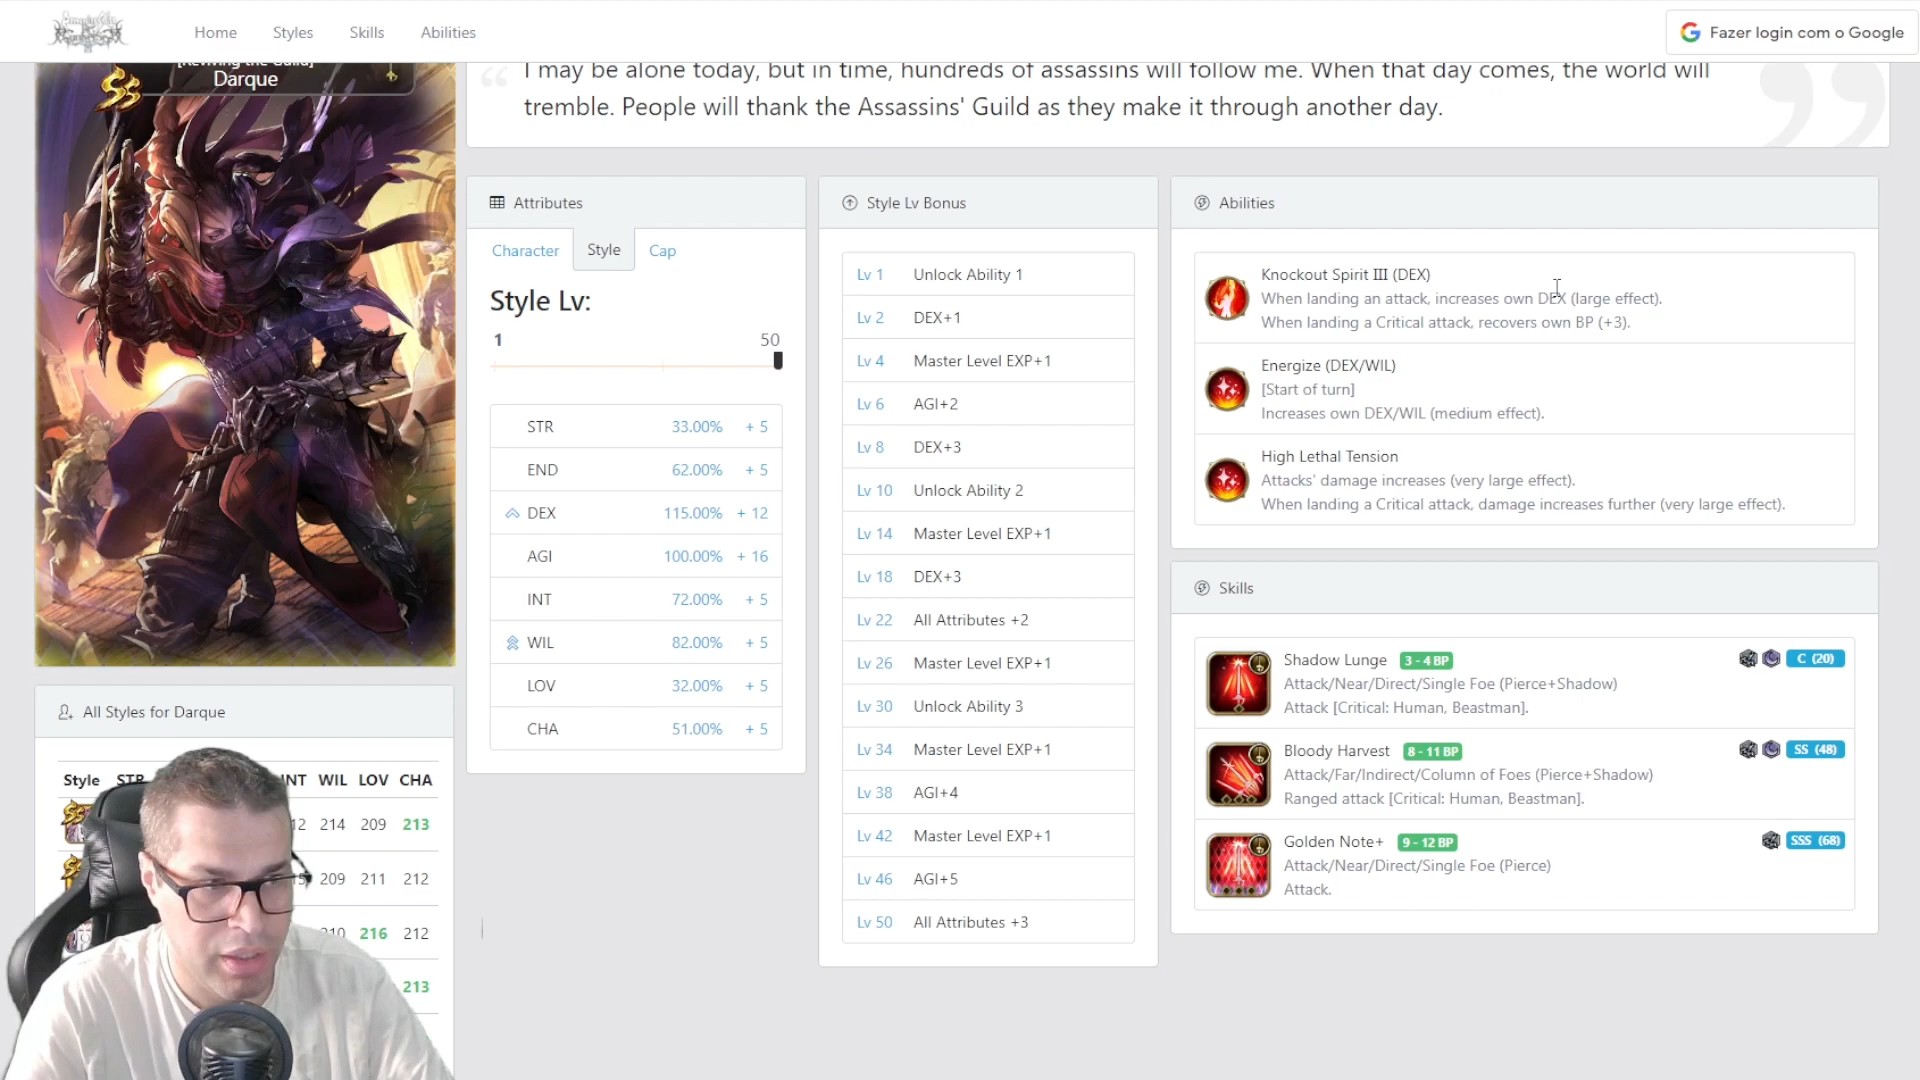 Home
Styles
Skills
Abilities
Fazer login com o Google
SS
[Reviving the Guild]
Darque
I may be alone today, but in time, hundreds of assassins will follow me. When that day comes, the world will
tremble. People will thank the Assassins' Guild as they make it through another day.
Attributes
Character
Style
Cap
Style Lv:
1
50
STR 33.00% + 5
END 62.00% + 5
DEX 115.00% + 12
AGI 100.00% + 16
INT 72.00% + 5
WIL 82.00% + 5
LOV 32.00% + 5
CHA 51.00% + 5
Style Lv Bonus
Lv 1 Unlock Ability 1
Lv 2 DEX+1
Lv 4 Master Level EXP+1
Lv 6 AGI+2
Lv 8 DEX+3
Lv 10 Unlock Ability 2
Lv 14 Master Level EXP+1
Lv 18 DEX+3
Lv 22 All Attributes +2
Lv 26 Master Level EXP+1
Lv 30 Unlock Ability 3
Lv 34 Master Level EXP+1
Lv 38 AGI+4
Lv 42 Master Level EXP+1
Lv 46 AGI+5
Lv 50 All Attributes +3
Abilities
Knockout Spirit III (DEX)
When landing an attack, increases own DEX (large effect).
When landing a Critical attack, recovers own BP (+3).
Energize (DEX/WIL)
[Start of turn]
Increases own DEX/WIL (medium effect).
High Lethal Tension
Attacks' damage increases (very large effect).
When landing a Critical attack, damage increases further (very large effect).
Skills
Shadow Lunge 3 - 4 BP C (20)
Attack/Near/Direct/Single Foe (Pierce+Shadow)
Attack [Critical: Human, Beastman].
Bloody Harvest 8 - 11 BP SS (48)
Attack/Far/Indirect/Column of Foes (Pierce+Shadow)
Ranged attack [Critical: Human, Beastman].
Golden Note+ 9 - 12 BP SSS (68)
Attack/Near/Direct/Single Foe (Pierce)
Attack.
All Styles for Darque
Style STR INT WIL LOV CHA
12 214 209 213
15 209 211 212
210 216 212
213